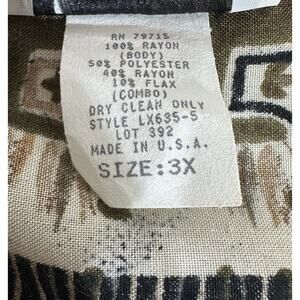 RN 79715
100% RAYON
(BODY)
50% POLYESTER
40% RAYON
10% FLAX
(COMBO)
DRY CLEAN ONLY
STYLE LX635-5
LOT 392
MADE IN U.S.A.
SIZE:3X